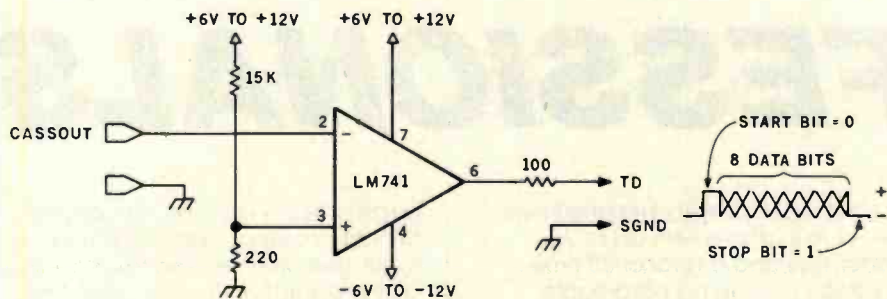 +6V TO +12V
+6V TO +12V
15K
CASSOUT
2
-
7
LM741
6
100
TD
3
+
4
SGND
220
-6V TO -12V
START BIT = 0
8 DATA BITS
+
-
STOP BIT = 1